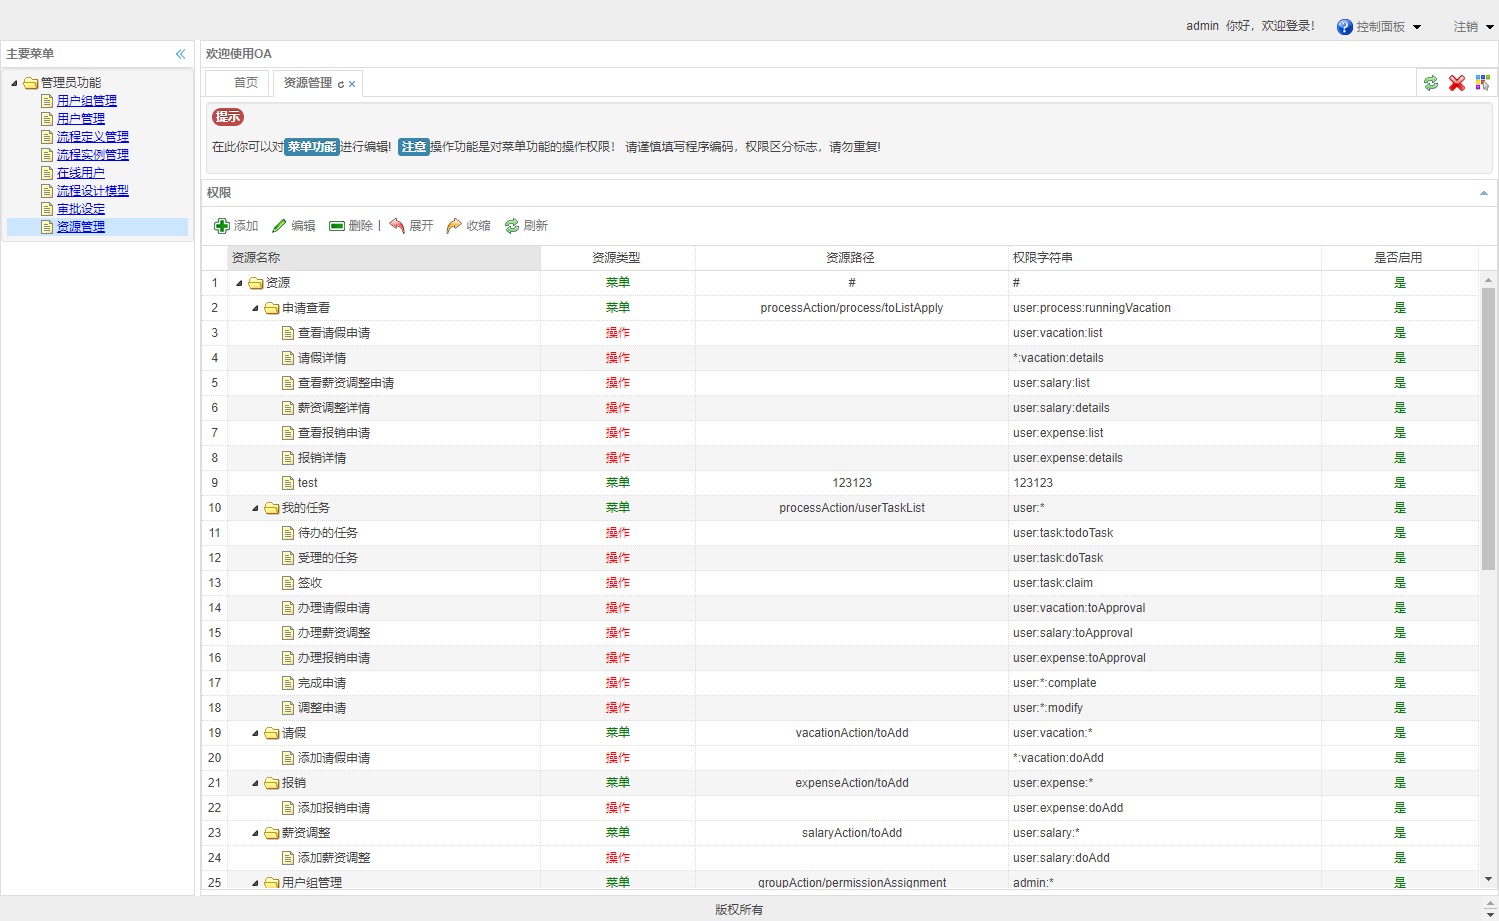 admin 你好，欢迎登录！ 控制面板 注销
主要菜单
管理员功能
用户组管理
用户管理
流程定义管理
流程实例管理
在线用户
流程设计模型
审批设定
资源管理
欢迎使用OA
首页 资源管理
提示
在此你可以对菜单功能进行编辑! 注意操作功能是对菜单功能的操作权限！ 请谨慎填写程序编码，权限区分标志，请勿重复!
权限
添加 编辑 删除 展开 收缩 刷新
资源名称 资源类型 资源路径 权限字符串 是否启用
1 资源 菜单 # # 是
2 申请查看 菜单 processAction/process/toListApply user:process:runningVacation 是
3 查看请假申请 操作 user:vacation:list 是
4 请假详情 操作 *:vacation:details 是
5 查看薪资调整申请 操作 user:salary:list 是
6 薪资调整详情 操作 user:salary:details 是
7 查看报销申请 操作 user:expense:list 是
8 报销详情 操作 user:expense:details 是
9 test 菜单 123123 123123 是
10 我的任务 菜单 processAction/userTaskList user:* 是
11 待办的任务 操作 user:task:todoTask 是
12 受理的任务 操作 user:task:doTask 是
13 签收 操作 user:task:claim 是
14 办理请假申请 操作 user:vacation:toApproval 是
15 办理薪资调整 操作 user:salary:toApproval 是
16 办理报销申请 操作 user:expense:toApproval 是
17 完成申请 操作 user:*:complate 是
18 调整申请 操作 user:*:modify 是
19 请假 菜单 vacationAction/toAdd user:vacation:* 是
20 添加请假申请 操作 *:vacation:doAdd 是
21 报销 菜单 expenseAction/toAdd user:expense:* 是
22 添加报销申请 操作 user:expense:doAdd 是
23 薪资调整 菜单 salaryAction/toAdd user:salary:* 是
24 添加薪资调整 操作 user:salary:doAdd 是
25 用户组管理 菜单 groupAction/permissionAssignment admin:* 是
版权所有